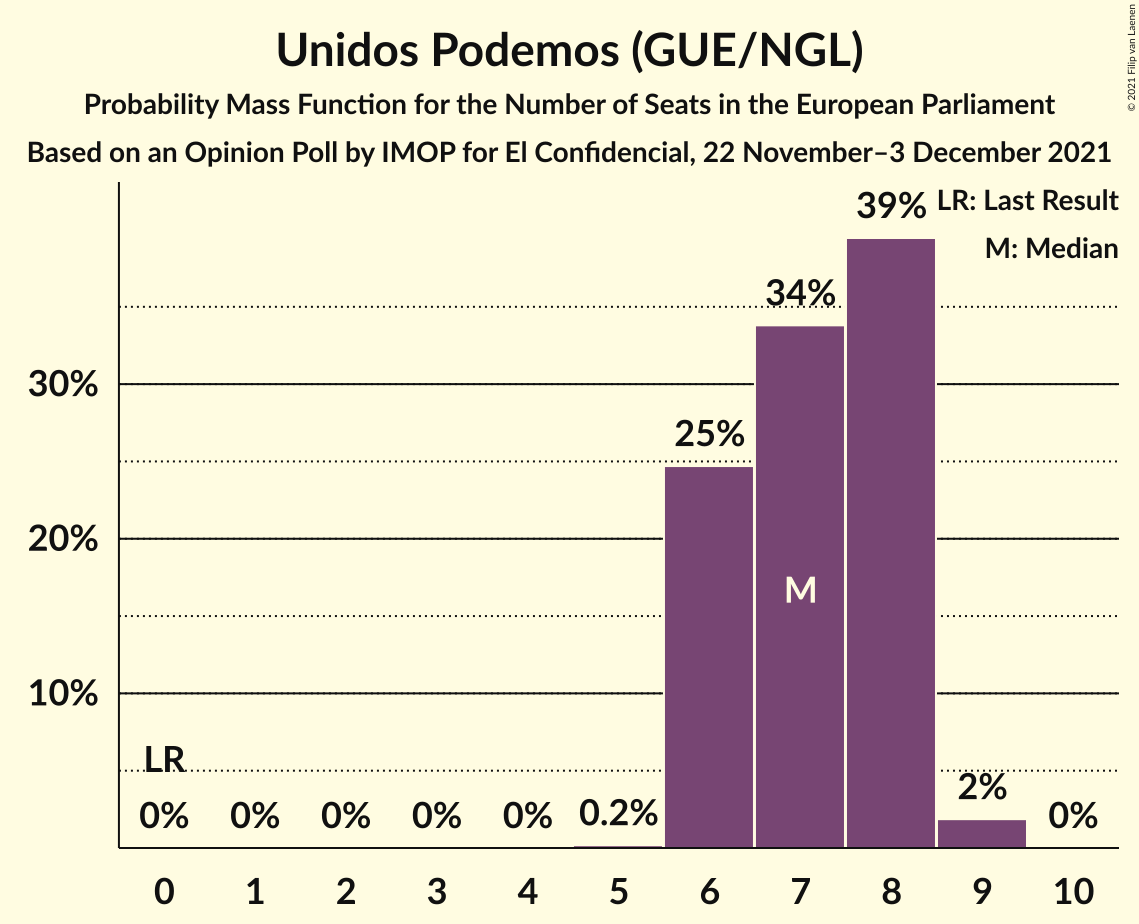 Unidos Podemos (GUE/NGL)
Probability Mass Function for the Number of Seats in the European Parliament
Based on an Opinion Poll by IMOP for El Confidencial, 22 November–3 December 2021
© 2021 Filip van Laenen
LR: Last Result
M: Median
39%
34%
30%
25%
20%
M
10%
LR
0% 0% 0% 0% 0% 0.2% 2% 0%
0 1 2 3 4 5 6 7 8 9 10